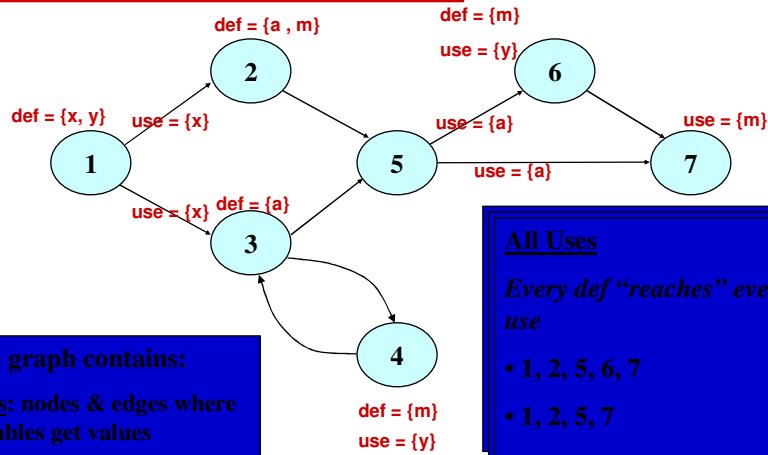 def = {a , m}
def = {m}
use = {y}
2
6
def = {x, y}
use = {x}
use = {a}
use = {m}
1
5
7
use = {a}
use = {x}
def = {a}
3
All Uses
Every def “reaches”
use
• 1, 2, 5, 6, 7
• 1, 2, 5, 7
4
graph contains:
: nodes & edges where
get values
def = {m}
use = {y}